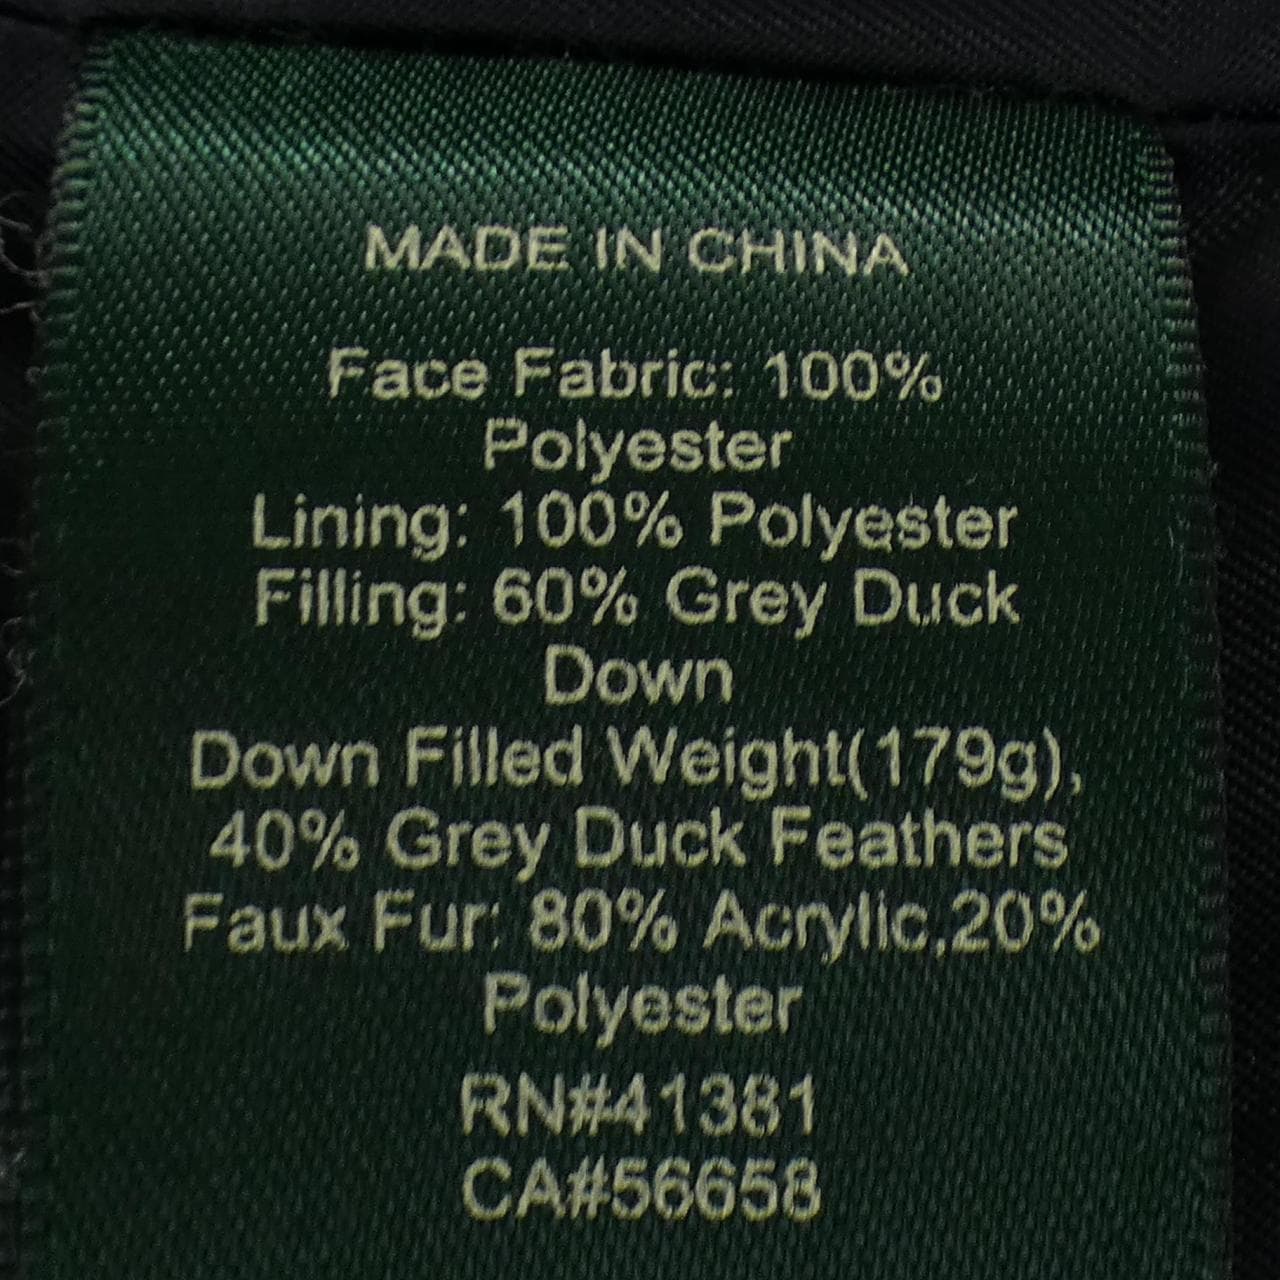 MADE IN CHINA
Face Fabric: 100%
Polyester
Lining: 100% Polyester
Filling: 60% Grey Duck
Down
Down Filled Weight(179g),
40% Grey Duck Feathers
Faux Fur: 80% Acrylic,20%
Polyester
RN#41381
CA#56658